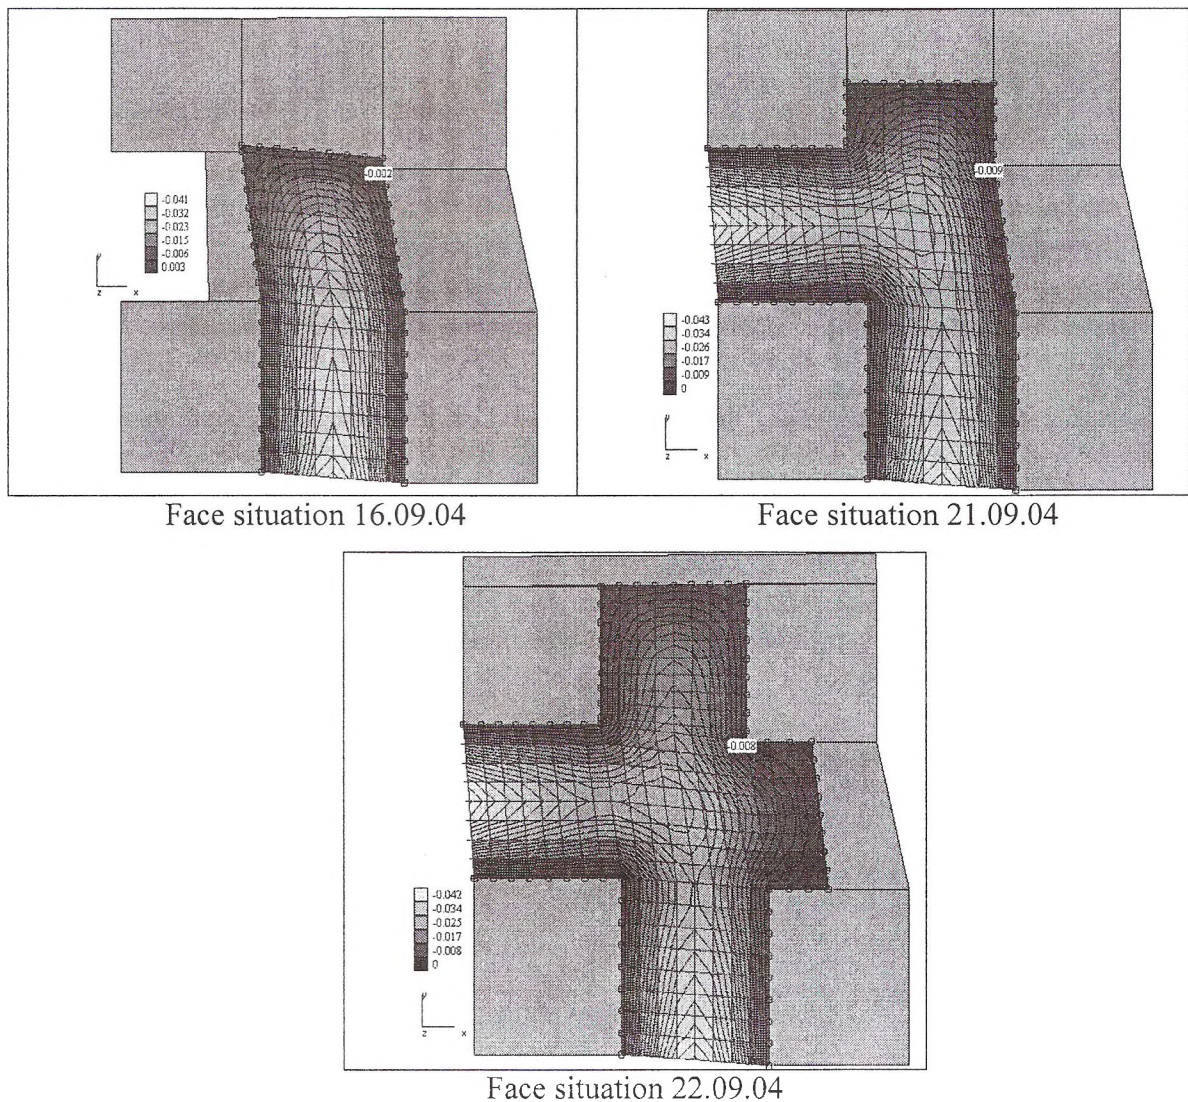 -0.002
-0.041
-0.032
-0.023
-0.015
-0.006
0.003
y
z x
Face situation 16.09.04
-0.009
-0.043
-0.034
-0.026
-0.017
-0.009
0
y
z x
Face situation 21.09.04
-0.008
-0.042
-0.034
-0.025
-0.017
-0.008
0
y
z x
Face situation 22.09.04